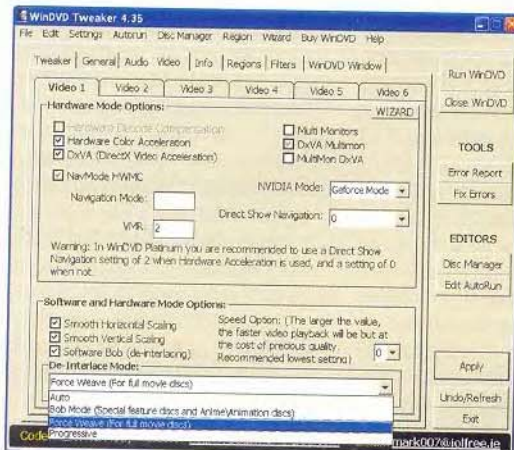 WinDVD Tweaker 4.35
File Edit Settings Autorun Disc Manager Region Wizard Buy WinDVD Help
Tweaker General Audio Video Info Regions Filters WinDVD Window
Video 1 Video 2 Video 3 Video 4 Video 5 Video 6
Hardware Mode Options:
WIZARD
Hardware Decode Compensation
Hardware Color Acceleration
DxVA (DirectX Video Acceleration)
Multi Monitors
DxVA Multimon
MultiMon DxVA
NavMode HWMC
Navigation Mode:
VMR: 2
NVIDIA Mode: Geforce Mode
Direct Show Navigation: 0
Warning: In WinDVD Platinum you are recommended to use a Direct Show
Navigation setting of 2 when Hardware Acceleration is used, and a setting of 0
when not.
Software and Hardware Mode Options:
Smooth Horizontal Scaling
Smooth Vertical Scaling
Software Bob (de-interlacing)
Speed Option: (The larger the value,
the faster video playback will be but at
the cost of precious quality.
Recommended lowest setting)
0
De-Interlace Mode:
Force Weave (For full movie discs)
Auto
Bob Mode (Special feature discs and Anime\Animation discs)
Force Weave (For full movie discs)
Progressive
Code
mark007@iolfree.ie
Run WinDVD
Close WinDVD
TOOLS
Error Report
Fix Errors
EDITORS
Disc Manager
Edit AutoRun
Apply
Undo/Refresh
Exit